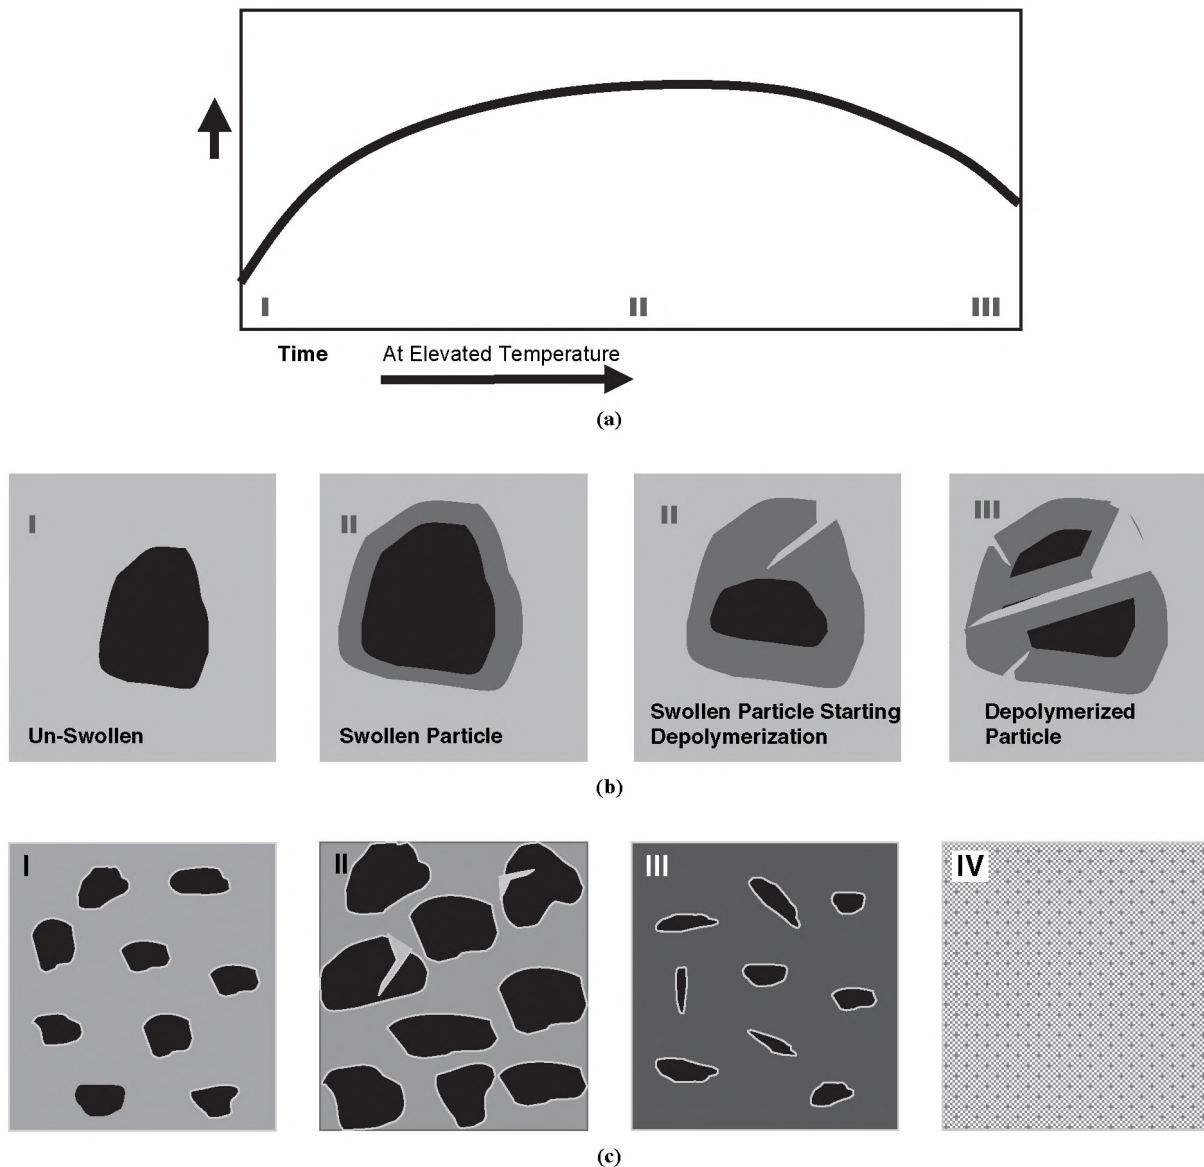 I
II
III
Time
At Elevated Temperature
(a)
I
II
II
III
Un-Swollen
Swollen Particle
Swollen Particle Starting
Depolymerization
Depolymerized
Particle
(b)
I
II
III
IV
(c)